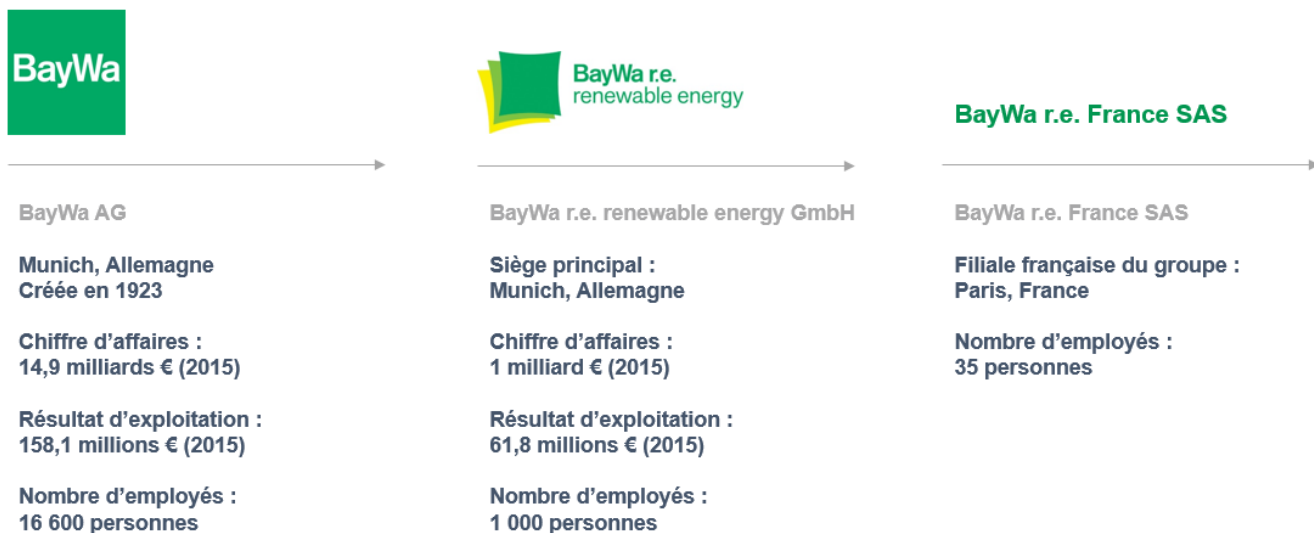 BayWa
BayWa AG
Munich, Allemagne
Créée en 1923
Chiffre d’affaires :
14,9 milliards € (2015)
Résultat d’exploitation :
158,1 millions € (2015)
Nombre d’employés :
16 600 personnes
BayWa r.e.
renewable energy
BayWa r.e. renewable energy GmbH
Siège principal :
Munich, Allemagne
Chiffre d’affaires :
1 milliard € (2015)
Résultat d’exploitation :
61,8 millions € (2015)
Nombre d’employés :
1 000 personnes
BayWa r.e. France SAS
BayWa r.e. France SAS
Filiale française du groupe :
Paris, France
Nombre d’employés :
35 personnes